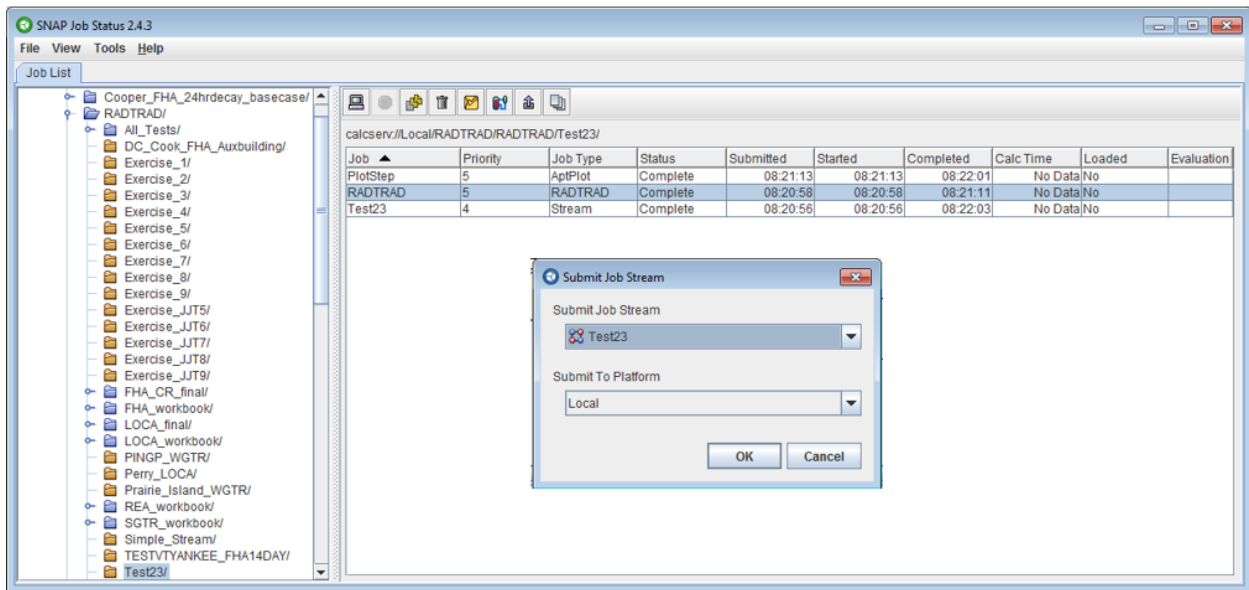 SNAP Job Status 2.4.3
File View Tools Help
Job List
Cooper_FHA_24hrdecay_basecase/
RADTRAD/
All_Tests/
DC_Cook_FHA_Auxbuilding/
Exercise_1/
Exercise_2/
Exercise_3/
Exercise_4/
Exercise_5/
Exercise_6/
Exercise_7/
Exercise_8/
Exercise_9/
Exercise_JJT5/
Exercise_JJT6/
Exercise_JJT7/
Exercise_JJT8/
Exercise_JJT9/
FHA_CR_final/
FHA_workbook/
LOCA_final/
LOCA_workbook/
PINGP_WGTR/
Perry_LOCA/
Prairie_Island_WGTR/
REA_workbook/
SGTR_workbook/
Simple_Stream/
TESTVTYANKEE_FHA14DAY/
Test23/
calcserv://Local/RADTRAD/RADTRAD/Test23/
Job Priority Job Type Status Submitted Started Completed Calc Time Loaded Evaluation
PlotStep 5 AptPlot Complete 08:21:13 08:21:13 08:22:01 No Data No
RADTRAD 5 RADTRAD Complete 08:20:58 08:20:58 08:21:11 No Data No
Test23 4 Stream Complete 08:20:56 08:20:56 08:22:03 No Data No
Submit Job Stream
Submit Job Stream
Test23
Submit To Platform
Local
OK Cancel